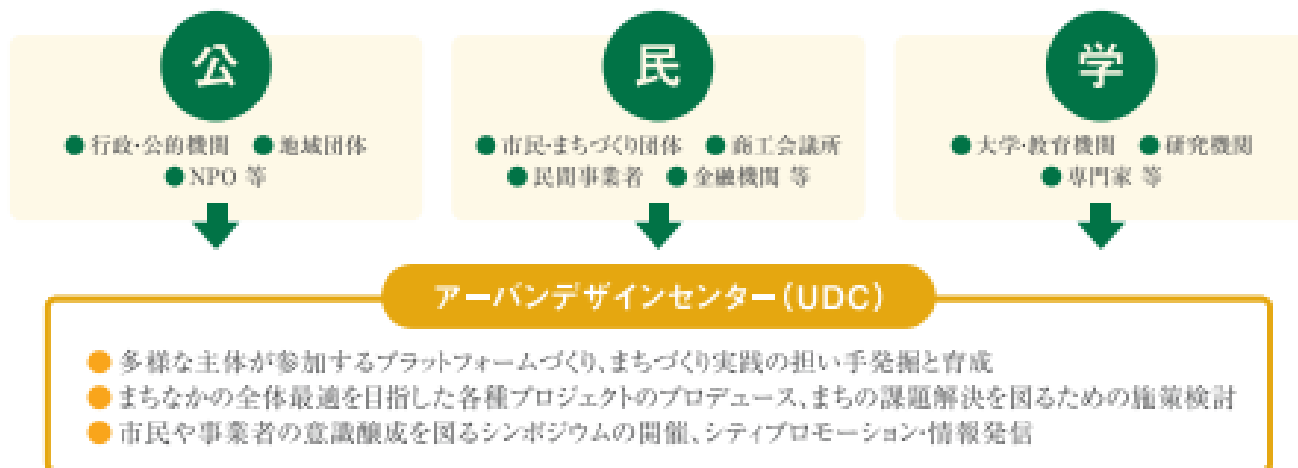 公
民
学
●行政・公的機関 ●地域団体
●NPO 等
●市民・まちづくり団体 ●商工会議所
●民間事業者 ●金融機関 等
●大学・教育機関 ●研究機関
●専門家 等
アーバンデザインセンター(UDC)
●多様な主体が参加するプラットフォームづくり、まちづくり実践の担い手発掘と育成
●まちなかの全体最適を目指した各種プロジェクトのプロデュース、まちの課題解決を図るための施策検討
●市民や事業者の意識醸成を図るシンポジウムの開催、シティプロモーション・情報発信